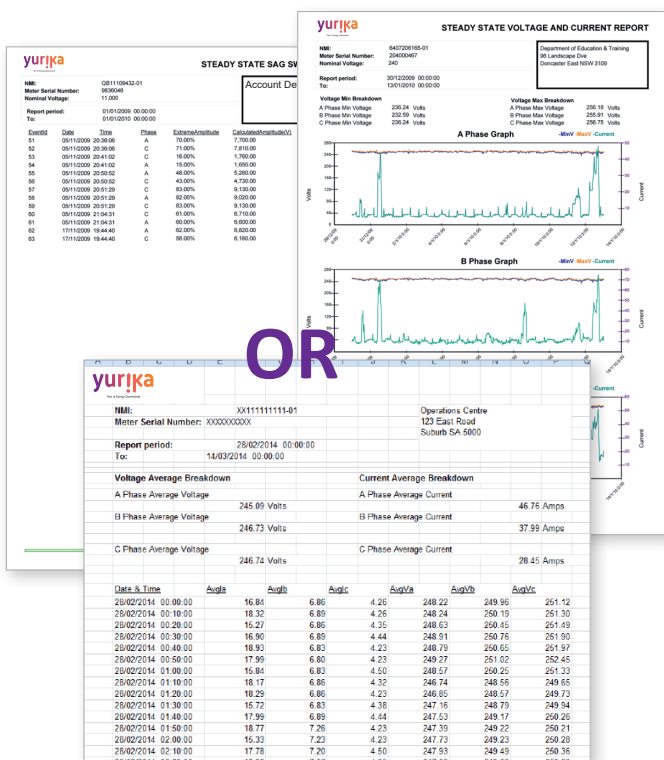 yurika
Part of Energy Queensland
STEADY STATE SAG SW
NMI: QB11109432-01
Meter Serial Number: 9836046
Nominal Voltage: 11,000
Account De
Report period: 01/01/2009 00:00:00
To: 01/01/2010 00:00:00
EventId Date Time Phase ExtremeAmplitude CalculatedAmplitude(V)
51 05/11/2009 20:36:06 A 70.00% 7,700.00
52 05/11/2009 20:36:06 C 71.00% 7,810.00
53 05/11/2009 20:41:02 C 16.00% 1,760.00
54 05/11/2009 20:41:02 A 15.00% 1,650.00
55 05/11/2009 20:50:52 A 48.00% 5,280.00
56 05/11/2009 20:50:52 C 43.00% 4,730.00
57 05/11/2009 20:51:29 C 83.00% 9,130.00
58 05/11/2009 20:51:29 A 82.00% 9,020.00
59 05/11/2009 20:51:29 B 83.00% 9,130.00
60 05/11/2009 21:04:31 C 61.00% 6,710.00
61 05/11/2009 21:04:31 A 60.00% 6,600.00
62 17/11/2009 19:44:40 A 62.00% 6,820.00
63 17/11/2009 19:44:40 C 56.00% 6,160.00
yurika
Part of Energy Queensland
STEADY STATE VOLTAGE AND CURRENT REPORT
NMI: 6407206165-01
Meter Serial Number: 204000467
Nominal Voltage: 240
Department of Education & Training
96 Landscape Dve
Doncaster East NSW 3109
Report period: 30/12/2009 00:00:00
To: 13/01/2010 00:00:00
Voltage Min Breakdown Voltage Max Breakdown
A Phase Min Voltage 236.24 Volts A Phase Max Voltage 256.18 Volts
B Phase Min Voltage 232.59 Volts B Phase Max Voltage 255.91 Volts
C Phase Min Voltage 236.24 Volts C Phase Max Voltage 256.75 Volts
A Phase Graph -MinV -MaxV -Current
Volts
Current
B Phase Graph -MinV -MaxV -Current
Volts
Current
-Current
Current
OR
yurika
Part of Energy Queensland
NMI: XX111111111-01 Operations Centre
Meter Serial Number: XXXXXXXXXX 123 East Road
Suburb SA 5000
Report period: 28/02/2014 00:00:00
To: 14/03/2014 00:00:00
Voltage Average Breakdown Current Average Breakdown
A Phase Average Voltage A Phase Average Current
245.09 Volts 46.76 Amps
B Phase Average Voltage B Phase Average Current
246.73 Volts 37.99 Amps
C Phase Average Voltage C Phase Average Current
246.74 Volts 28.45 Amps
Date & Time AvgIa AvgIb AvgIc AvgVa AvgVb AvgVc
28/02/2014 00:00:00 16.84 6.86 4.26 248.22 249.96 251.12
28/02/2014 00:10:00 18.32 6.89 4.26 248.24 250.19 251.30
28/02/2014 00:20:00 15.27 6.86 4.35 248.63 250.45 251.49
28/02/2014 00:30:00 16.90 6.89 4.44 248.91 250.76 251.90
28/02/2014 00:40:00 18.93 6.80 4.23 248.79 250.65 251.97
28/02/2014 00:50:00 17.99 6.80 4.23 249.27 251.02 252.45
28/02/2014 01:00:00 15.84 6.83 4.50 248.57 250.25 251.33
28/02/2014 01:10:00 18.17 6.86 4.32 246.74 248.56 249.65
28/02/2014 01:20:00 18.29 6.86 4.23 246.85 248.57 249.73
28/02/2014 01:30:00 15.72 6.83 4.38 247.16 248.79 249.94
28/02/2014 01:40:00 17.99 6.89 4.44 247.53 249.17 250.26
28/02/2014 01:50:00 18.77 7.26 4.23 247.39 249.22 250.21
28/02/2014 02:00:00 15.33 7.23 4.23 247.73 249.23 250.28
28/02/2014 02:10:00 17.78 7.20 4.50 247.93 249.49 250.36